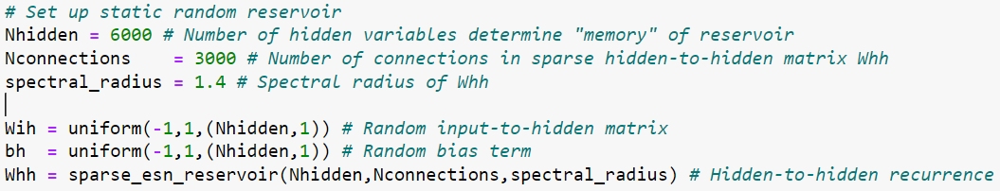 # Set up static random reservoir
Nhidden = 6000 # Number of hidden variables determine "memory" of reservoir
Nconnections    = 3000 # Number of connections in sparse hidden-to-hidden matrix Whh
spectral_radius = 1.4 # Spectral radius of Whh
Wih = uniform(-1,1,(Nhidden,1)) # Random input-to-hidden matrix
bh  = uniform(-1,1,(Nhidden,1)) # Random bias term
Whh = sparse_esn_reservoir(Nhidden,Nconnections,spectral_radius) # Hidden-to-hidden recurrence